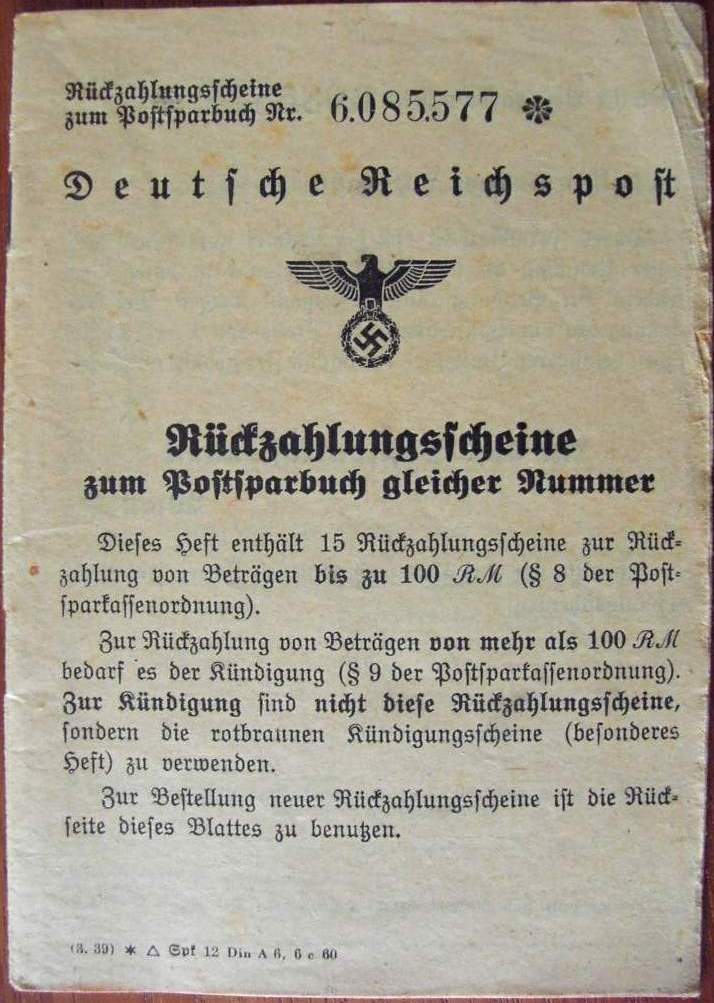 Rückzahlungsscheine
zum Postsparbuch Nr. 6.085.577 ✽
Deutsche Reichspost
Rückzahlungsscheine
zum Postsparbuch gleicher Nummer
Dieses Heft enthält 15 Rückzahlungsscheine zur Rück-
zahlung von Beträgen bis zu 100 RM (§ 8 der Post-
sparkassenordnung).
Zur Rückzahlung von Beträgen von mehr als 100 RM
bedarf es der Kündigung (§ 9 der Postsparkassenordnung).
Zur Kündigung sind nicht diese Rückzahlungsscheine,
sondern die rotbraunen Kündigungsscheine (besonderes
Heft) zu verwenden.
Zur Bestellung neuer Rückzahlungsscheine ist die Rück-
seite dieses Blattes zu benutzen.
(3. 39) ✶ △ Spk 12 Din A 6, 6 c 60